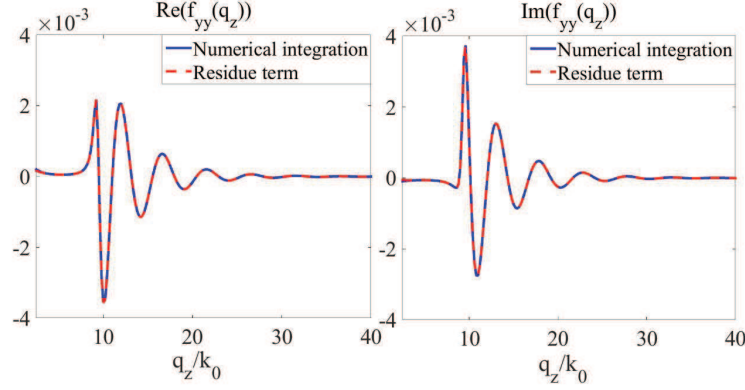 Re(f_yy(q_z))
×10^-3
Numerical integration
Residue term
4
2
0
-2
-4
10
20
30
40
q_z/k_0
Im(f_yy(q_z))
×10^-3
Numerical integration
Residue term
4
2
0
-2
-4
10
20
30
40
q_z/k_0